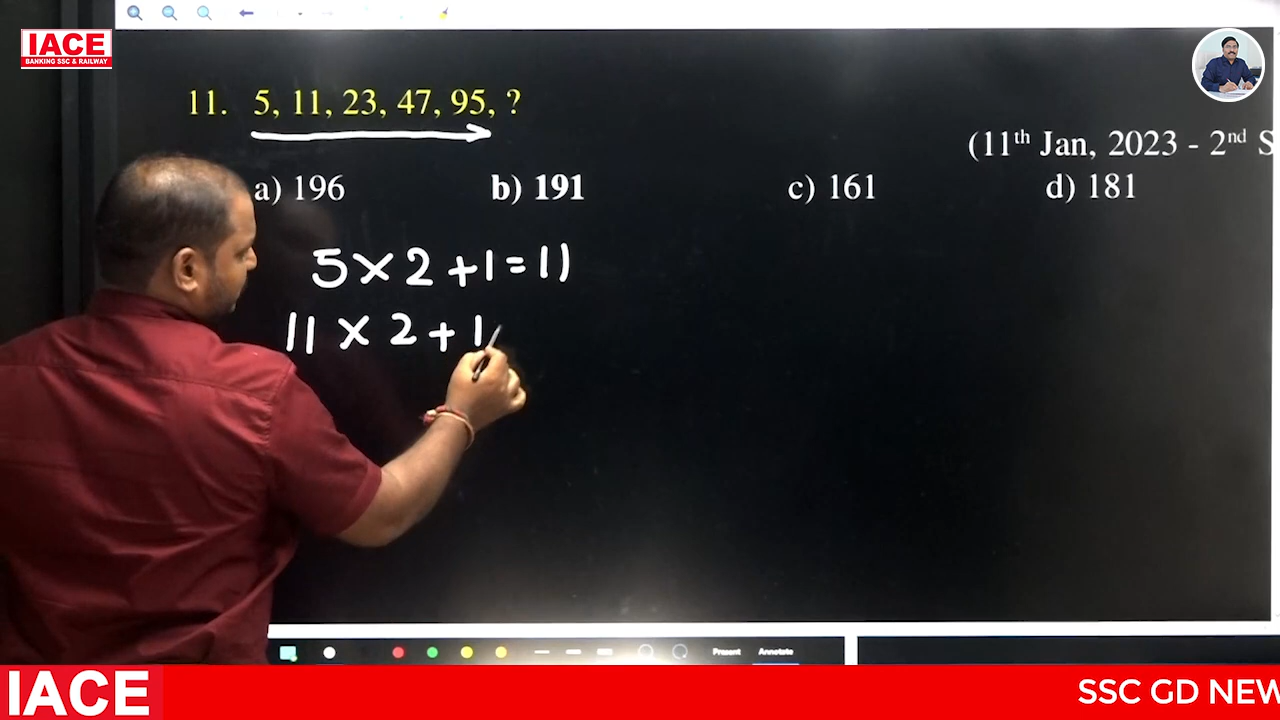 IACE
BANKING SSC & RAILWAY
11. 5, 11, 23, 47, 95, ?
(11th Jan, 2023 - 2nd S
a) 196 b) 191 c) 161 d) 181
5 × 2 + 1 = 11
11 × 2 + 1
Present Annotate
IACE
SSC GD NEW